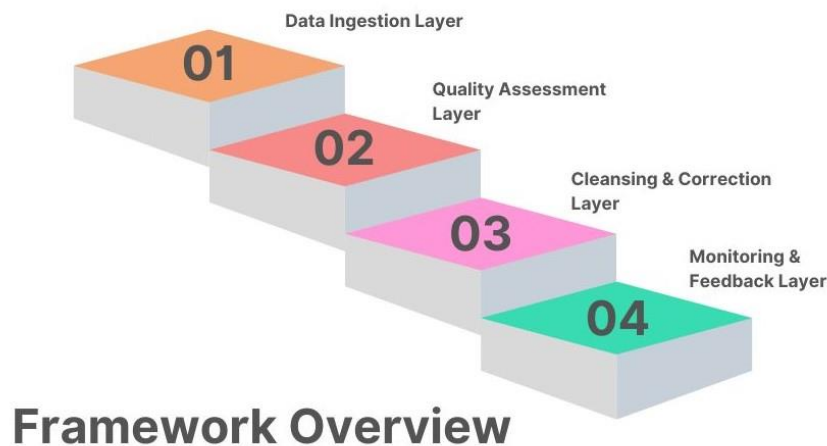 Data Ingestion Layer
01
Quality Assessment
Layer
02
Cleansing & Correction
Layer
03
Monitoring &
Feedback Layer
04
Framework Overview